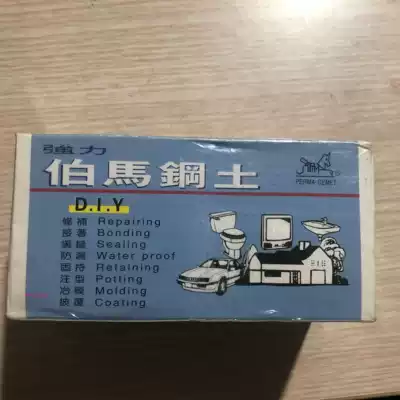 強力
伯馬鋼土
PERMA-GEMET
D.I.Y
修補 Repairing
接著 Bonding
填縫 Sealing
防漏 Water proof
固持 Retaining
注型 Potting
冶模 Molding
披覆 Coating